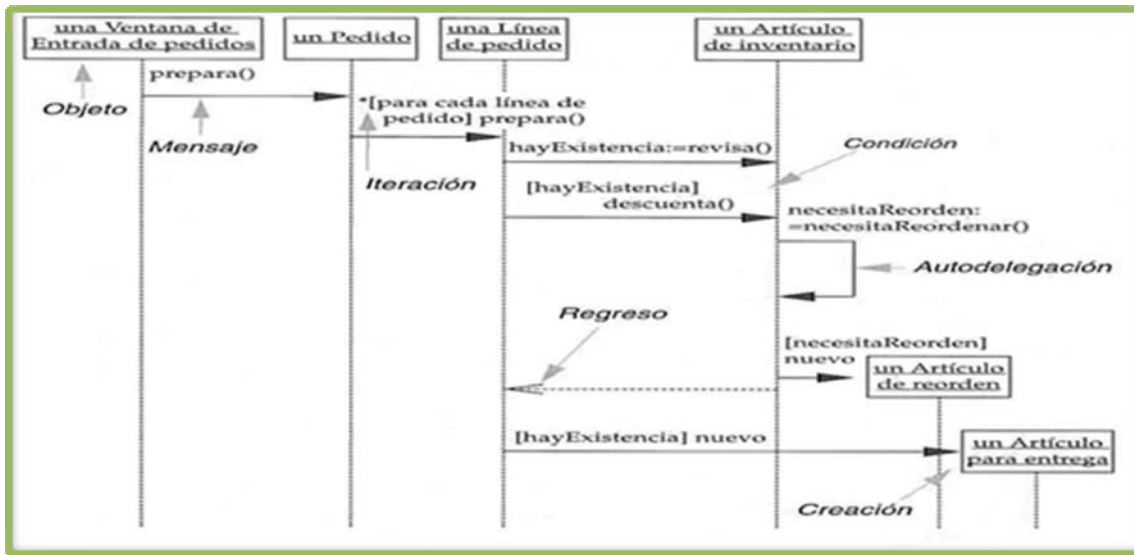 una Ventana de
Entrada de pedidos
un Pedido
una Línea
de pedido
un Artículo
de inventario
prepara()
Objeto
*[para cada línea de
pedido] prepara()
Mensaje
hayExistencia:=revisa()
Condición
Iteración
[hayExistencia]
descuenta()
necesitaReorden:
=necesitaReordenar()
Autodelegación
Regreso
[necesitaReorden]
nuevo
un Artículo
de reorden
[hayExistencia] nuevo
un Artículo
para entrega
Creación